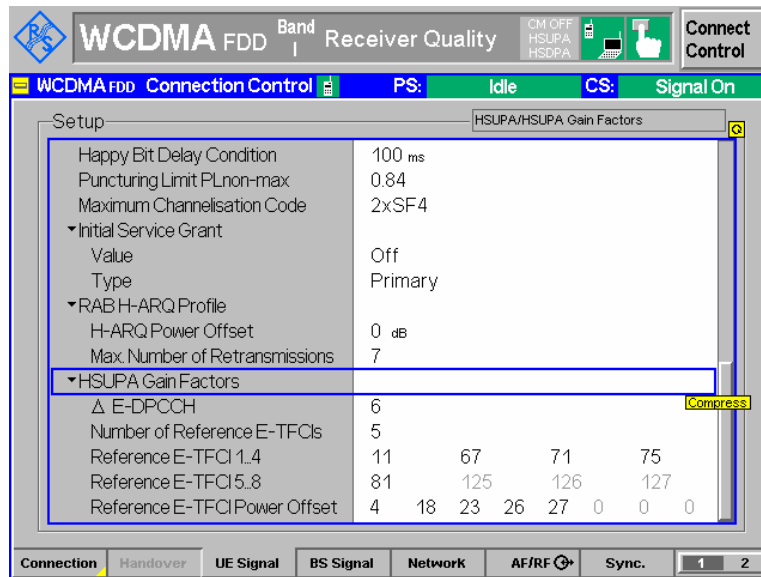 R&S WCDMA FDD Band I Receiver Quality CM OFF HSUPA HSDPA Connect Control
WCDMA FDD Connection Control PS: Idle CS: Signal On
Setup HSUPA/HSUPA Gain Factors
Happy Bit Delay Condition 100 ms
Puncturing Limit PLnon-max 0.84
Maximum Channelisation Code 2xSF4
Initial Service Grant
Value Off
Type Primary
RAB H-ARQ Profile
H-ARQ Power Offset 0 dB
Max. Number of Retransmissions 7
HSUPA Gain Factors
Compress
Δ E-DPCCH 6
Number of Reference E-TFCIs 5
Reference E-TFCI 1..4 11 67 71 75
Reference E-TFCI 5..8 81 125 126 127
Reference E-TFCI Power Offset 4 18 23 26 27 0 0 0
Connection Handover UE Signal BS Signal Network AF/RF Sync. 1 2